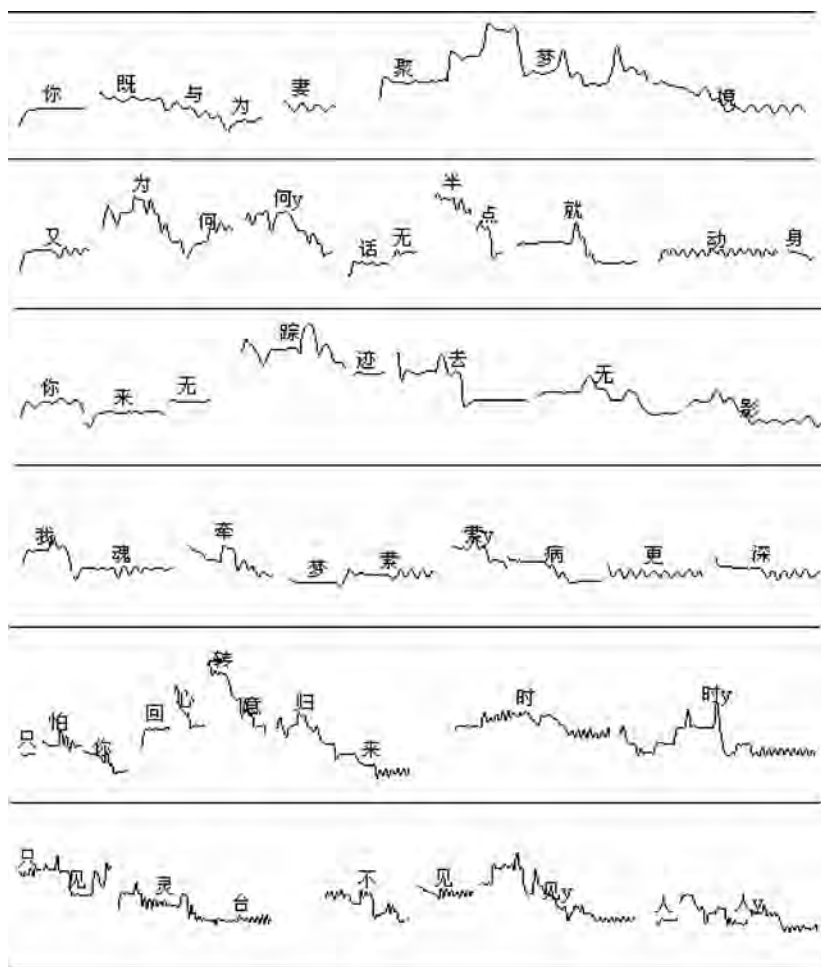 你 既 与 为 妻 聚 梦 境
又 为 何 何y 话 无 半 点 就 动 身
你 来 无 踪 迹 去 无 影
我 魂 牵 梦 萦 萦y 病 更 深
只 怕 你 回 心 转 意 归 来 时 时y
只 见 灵 台 不 见 见y 人 人y